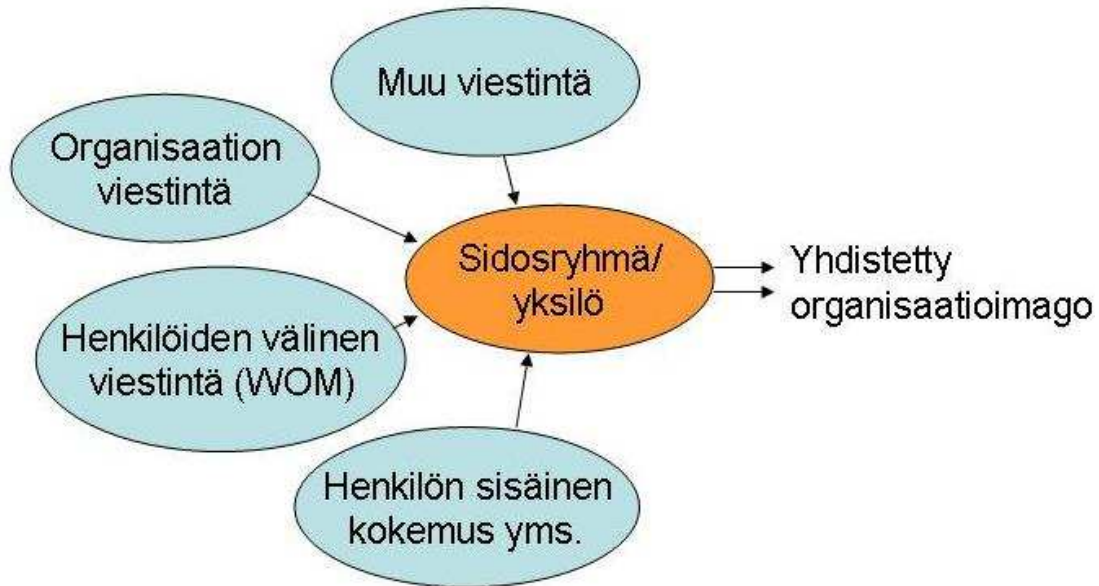 Muu viestintä
Organisaation
viestintä
Sidosryhmä/
yksilö
Yhdistetty
organisaatioimago
Henkilöiden välinen
viestintä (WOM)
Henkilön sisäinen
kokemus yms.